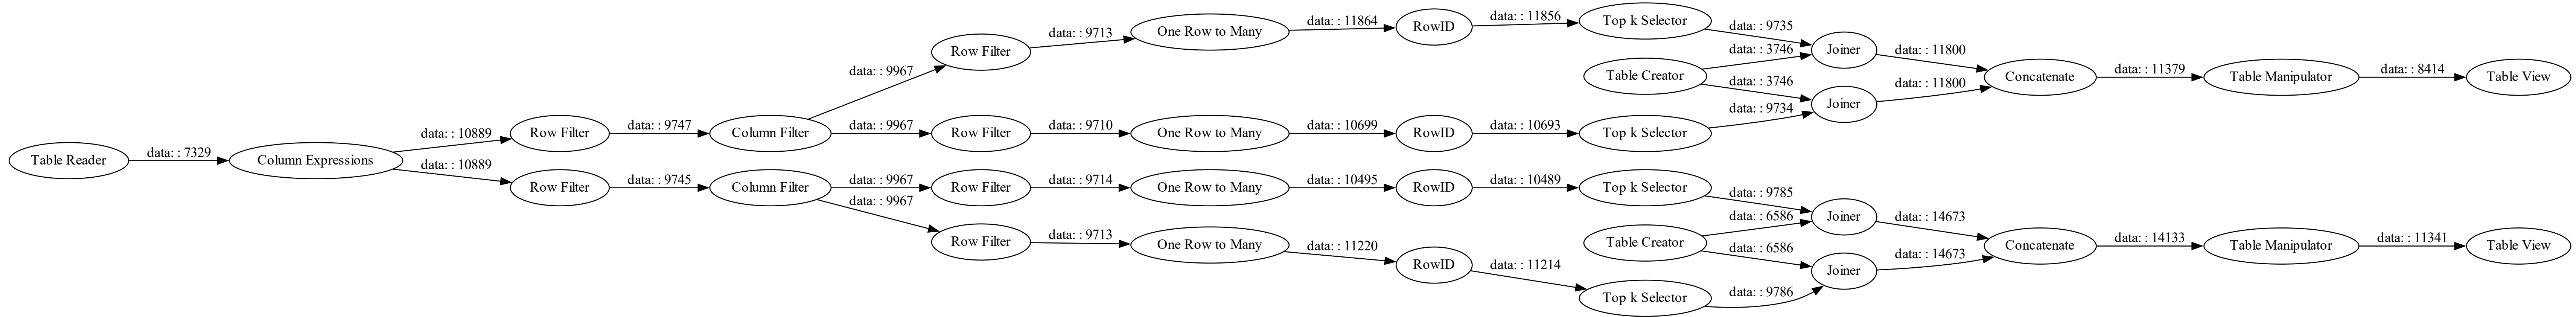 Table Reader
data: : 7329
Column Expressions
data: : 10889
data: : 10889
Row Filter
data: : 9747
Column Filter
data: : 9967
Row Filter
data: : 9713
One Row to Many
data: : 11864
RowID
data: : 11856
Top k Selector
data: : 9735
data: : 9967
Row Filter
data: : 9710
One Row to Many
data: : 10699
RowID
data: : 10693
Top k Selector
data: : 9734
Table Creator
data: : 3746
data: : 3746
Joiner
data: : 11800
Joiner
data: : 11800
Concatenate
data: : 11379
Table Manipulator
data: : 8414
Table View
Row Filter
data: : 9745
Column Filter
data: : 9967
Row Filter
data: : 9714
One Row to Many
data: : 10495
RowID
data: : 10489
Top k Selector
data: : 9785
data: : 9967
Row Filter
data: : 9713
One Row to Many
data: : 11220
RowID
data: : 11214
Top k Selector
data: : 9786
Table Creator
data: : 6586
data: : 6586
Joiner
data: : 14673
Joiner
data: : 14673
Concatenate
data: : 14133
Table Manipulator
data: : 11341
Table View